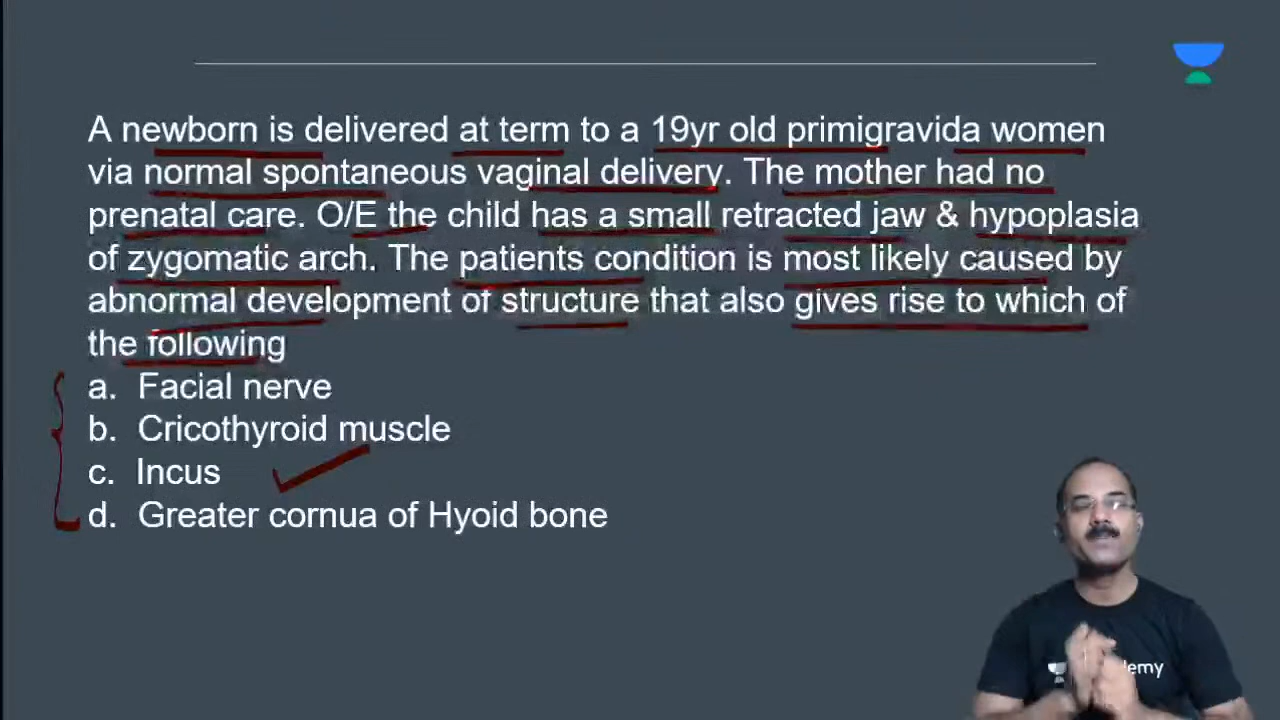 A newborn is delivered at term to a 19yr old primigravida women
via normal spontaneous vaginal delivery. The mother had no
prenatal care. O/E the child has a small retracted jaw & hypoplasia
of zygomatic arch. The patients condition is most likely caused by
abnormal development of structure that also gives rise to which of
the following
a. Facial nerve
b. Cricothyroid muscle
c. Incus
d. Greater cornua of Hyoid bone
emy